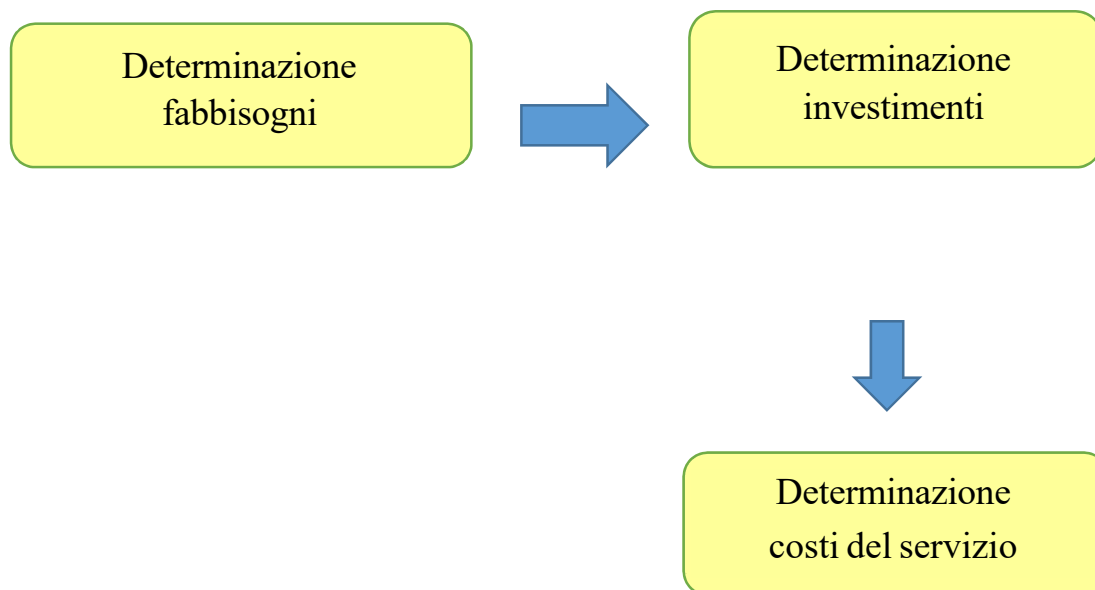 Determinazione
fabbisogni
Determinazione
investimenti
Determinazione
costi del servizio